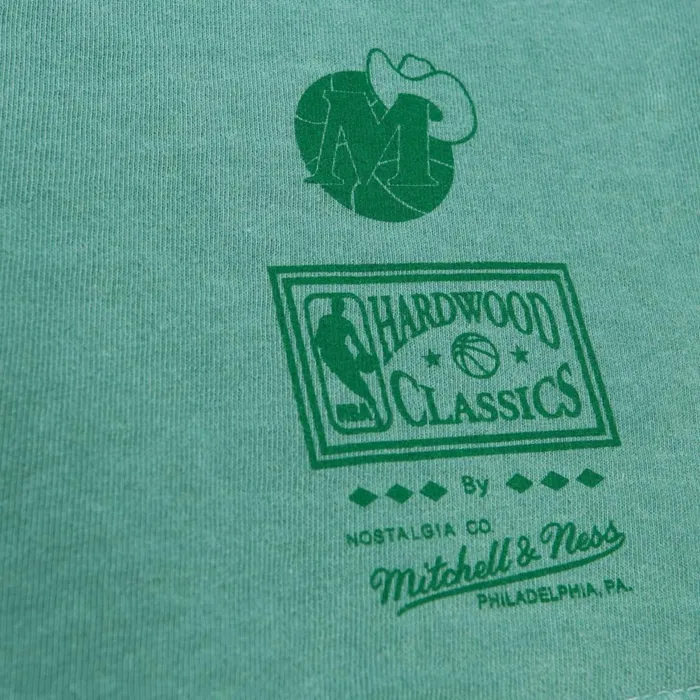 M
HARDWOOD
CLASSICS
NBA
By
NOSTALGIA CO.
Mitchell & Ness
PHILADELPHIA, PA.